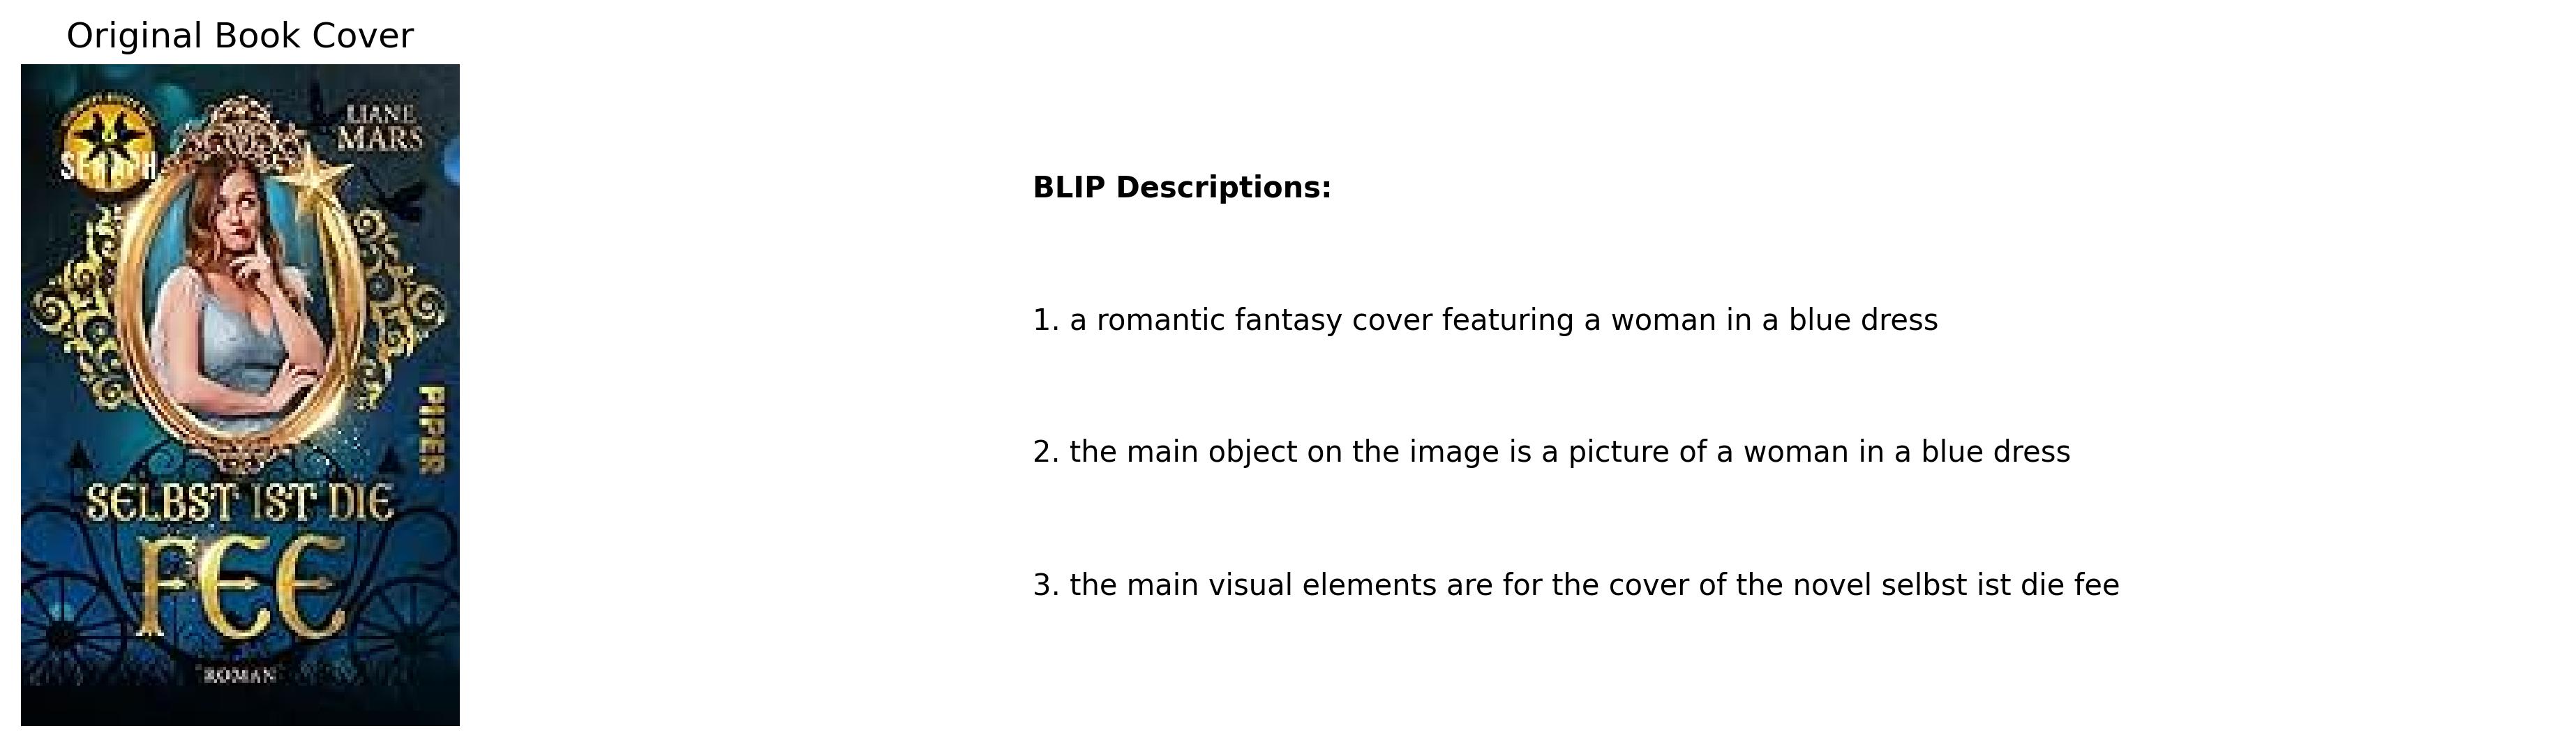 Original Book Cover
LIANE
MARS
SERAPH
PIPER
SELBST IST DIE
FEE
ROMAN
BLIP Descriptions:
1. a romantic fantasy cover featuring a woman in a blue dress
2. the main object on the image is a picture of a woman in a blue dress
3. the main visual elements are for the cover of the novel selbst ist die fee